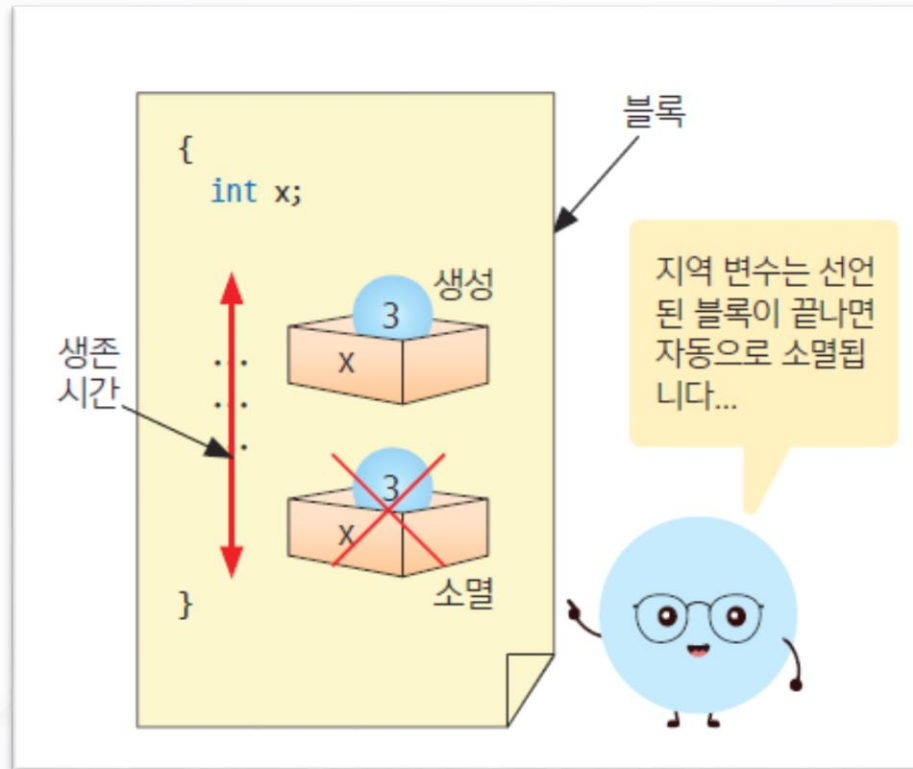 블록
{
int x;
생성
3
x
생존
시간
...
...
..
3
x
소멸
}
지역 변수는 선언
된 블록이 끝나면
자동으로 소멸됩
니다...